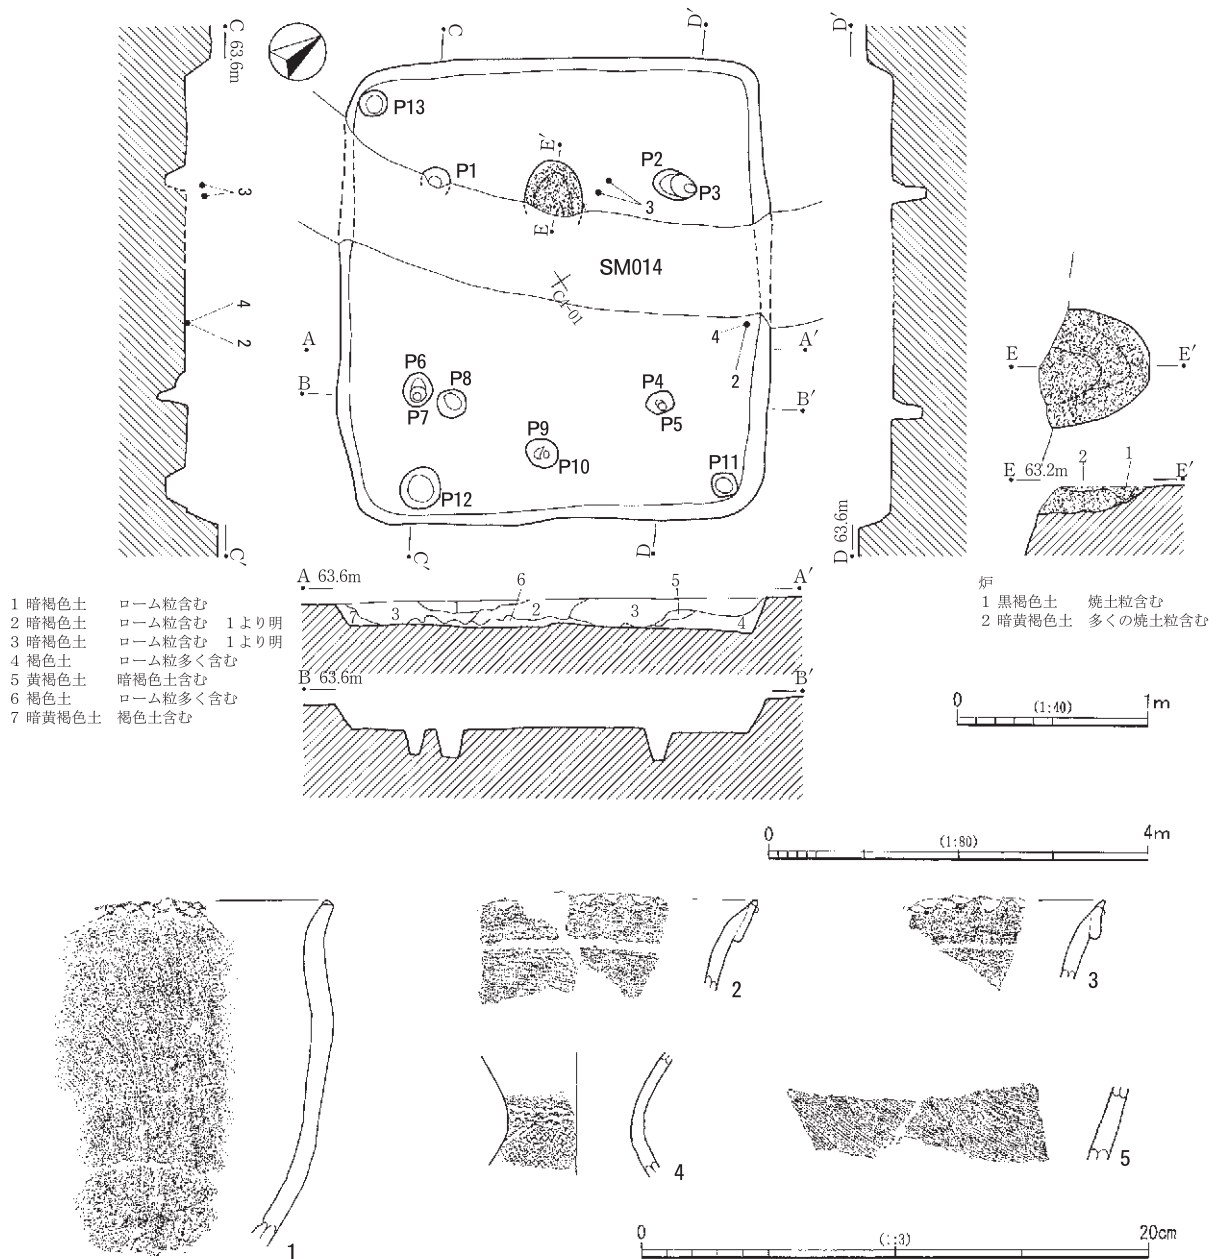 C 63.6m
C
D′
D′
P13
P1
E′
P2
P3
3
3
E
SM014
C4-01
4
2
4
2
A
A′
B
B′
P6
P8
P7
P4
P5
P9
P10
P11
P12
C′
C′
D
D 63.6m
E
E′
E 63.2m
2
1
E′
炉
1 黒褐色土 焼土粒含む
2 暗黄褐色土 多くの焼土粒含む
1 暗褐色土 ローム粒含む
2 暗褐色土 ローム粒含む 1より明
3 暗褐色土 ローム粒含む 1より明
4 褐色土 ローム粒多く含む
5 黄褐色土 暗褐色土含む
6 褐色土 ローム粒多く含む
7 暗黄褐色土 褐色土含む
A 63.6m
6
5
A′
7
3
2
3
4
B 63.6m
B′
0
(1:40)
1m
0
(1:80)
4m
1
2
3
4
5
0
(1:3)
20cm